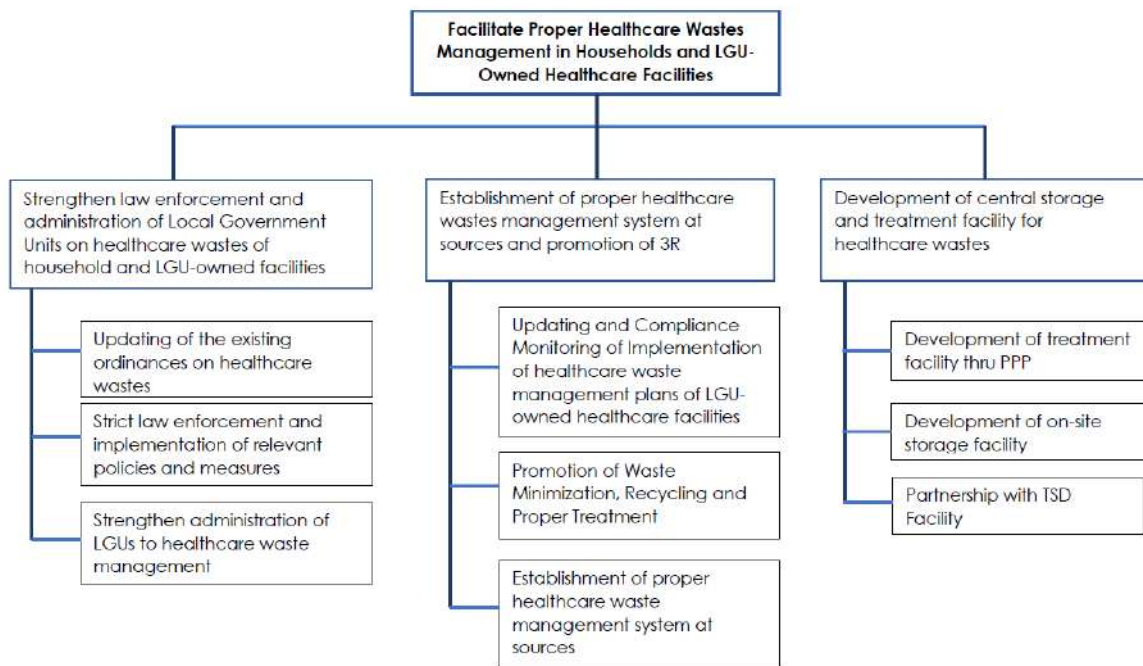 Facilitate Proper Healthcare Wastes
Management in Households and LGU-
Owned Healthcare Facilities
Strengthen law enforcement and
administration of Local Government
Units on healthcare wastes of
household and LGU-owned facilities
Updating of the existing
ordinances on healthcare
wastes
Strict law enforcement and
implementation of relevant
policies and measures
Strengthen administration of
LGUs to healthcare waste
management
Establishment of proper healthcare
wastes management system at
sources and promotion of 3R
Updating and Compliance
Monitoring of Implementation
of healthcare waste
management plans of LGU-
owned healthcare facilities
Promotion of Waste
Minimization, Recycling and
Proper Treatment
Establishment of proper
healthcare waste
management system at
sources
Development of central storage
and treatment facility for
healthcare wastes
Development of treatment
facility thru PPP
Development of on-site
storage facility
Partnership with TSD
Facility